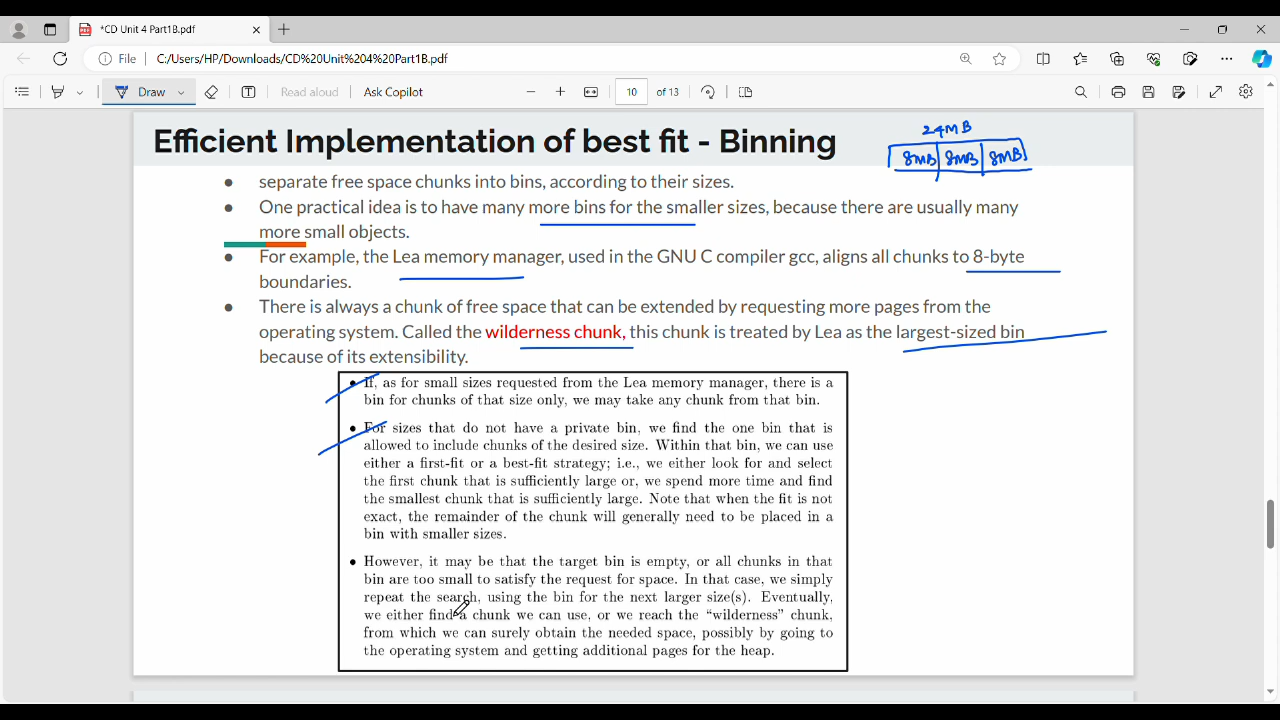 *CD Unit 4 Part1B.pdf
File C:/Users/HP/Downloads/CD%20Unit%204%20Part1B.pdf
Draw Read aloud Ask Copilot 10 of 13
Efficient Implementation of best fit - Binning
24MB
8MB 8MB 8MB
● separate free space chunks into bins, according to their sizes.
● One practical idea is to have many more bins for the smaller sizes, because there are usually many
more small objects.
● For example, the Lea memory manager, used in the GNU C compiler gcc, aligns all chunks to 8-byte
boundaries.
● There is always a chunk of free space that can be extended by requesting more pages from the
operating system. Called the wilderness chunk, this chunk is treated by Lea as the largest-sized bin
because of its extensibility.
• If, as for small sizes requested from the Lea memory manager, there is a
bin for chunks of that size only, we may take any chunk from that bin.
• For sizes that do not have a private bin, we find the one bin that is
allowed to include chunks of the desired size. Within that bin, we can use
either a first-fit or a best-fit strategy; i.e., we either look for and select
the first chunk that is sufficiently large or, we spend more time and find
the smallest chunk that is sufficiently large. Note that when the fit is not
exact, the remainder of the chunk will generally need to be placed in a
bin with smaller sizes.
• However, it may be that the target bin is empty, or all chunks in that
bin are too small to satisfy the request for space. In that case, we simply
repeat the search, using the bin for the next larger size(s). Eventually,
we either find a chunk we can use, or we reach the “wilderness” chunk,
from which we can surely obtain the needed space, possibly by going to
the operating system and getting additional pages for the heap.